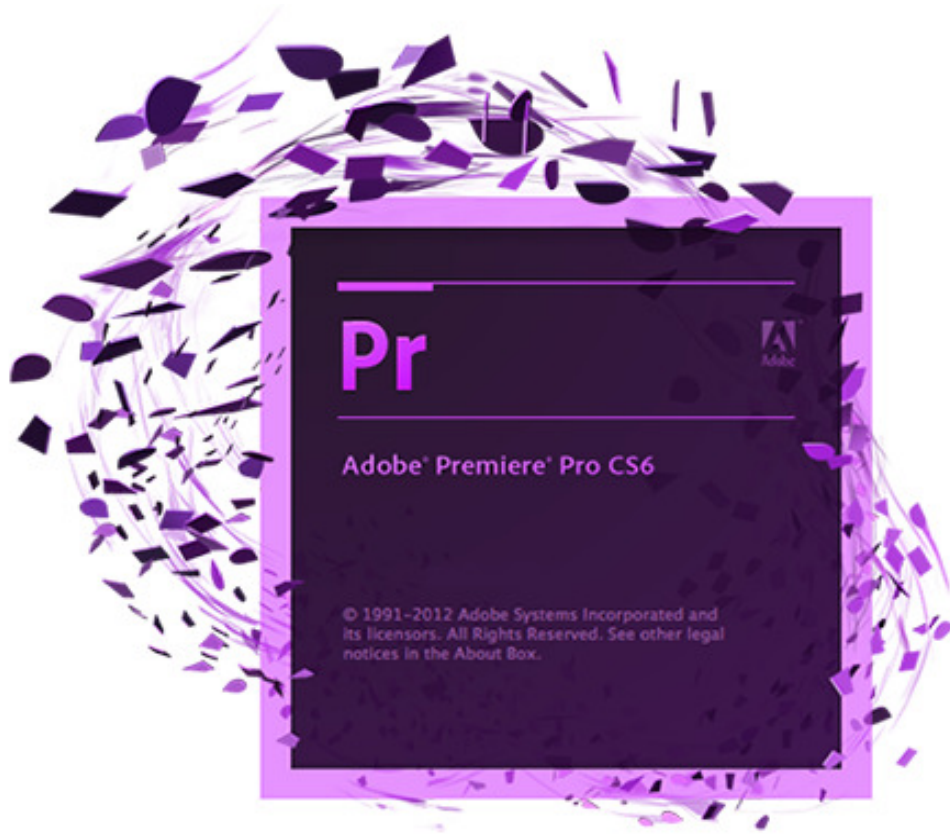 Pr
Adobe
Adobe® Premiere® Pro CS6
© 1991-2012 Adobe Systems Incorporated and
its licensors. All Rights Reserved. See other legal
notices in the About Box.